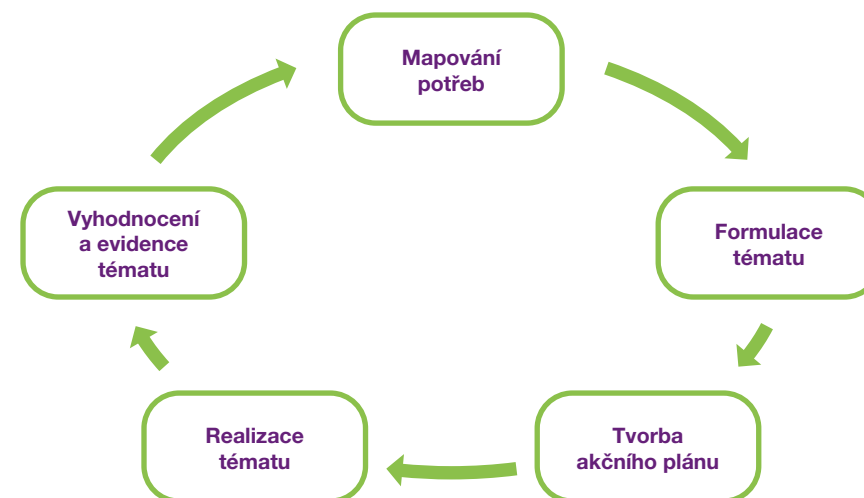 Mapování
potřeb
Formulace
tématu
Tvorba
akčního plánu
Realizace
tématu
Vyhodnocení
a evidence
tématu